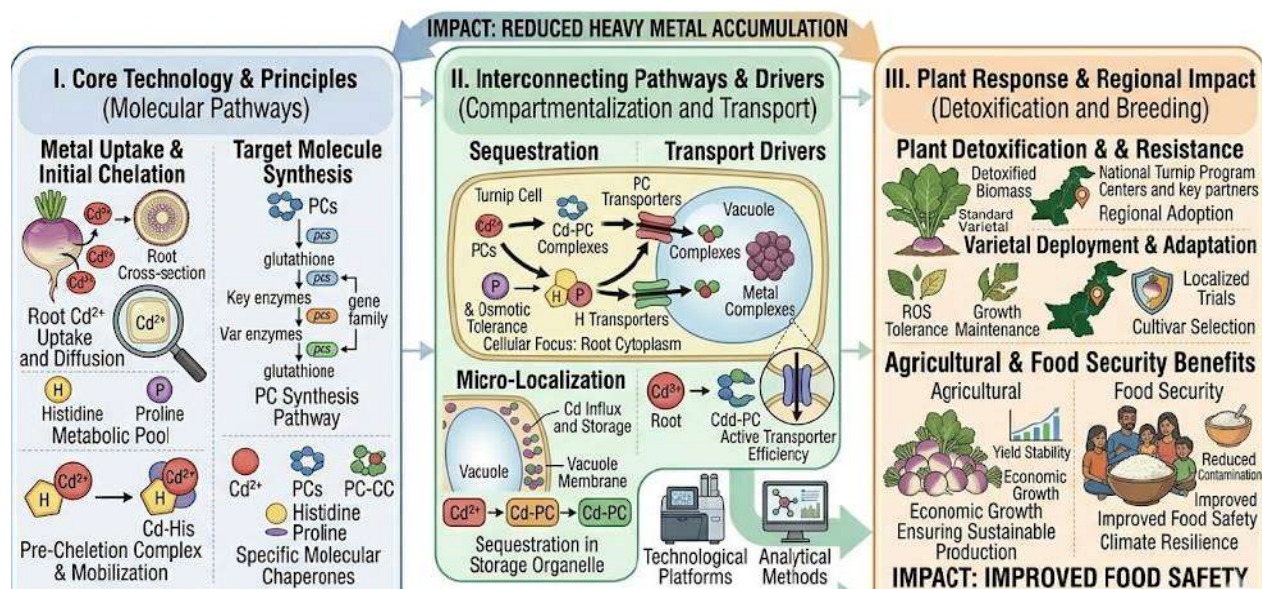 IMPACT: REDUCED HEAVY METAL ACCUMULATION
I. Core Technology & Principles
(Molecular Pathways)
Metal Uptake &
Initial Chelation
Cd³⁺
Cd²⁺
Cd³⁺
Root
Cross-section
Cd²⁺
Root Cd²⁺
Uptake
and Diffusion
H
P
Histidine
Proline
Metabolic Pool
H
Cd²⁺
Cd²⁺
H
Cd-His
Pre-Cheletion Complex
& Mobilization
Target Molecule
Synthesis
PCs
pcs
glutathione
pcs
Key enzymes
gene
family
pcs
Var enzymes
pcs
glutathione
PC Synthesis
Pathway
Cd²⁺
PCs
PC-CC
Histidine
Proline
Specific Molecular
Chaperones
II. Interconnecting Pathways & Drivers
(Compartmentalization and Transport)
Sequestration
Transport Drivers
Turnip Cell
PC
Transporters
Cd²⁺
PCs
Cd-PC
Complexes
Vacuole
Complexes
Metal
Complexes
P
& Osmotic
Tolerance
H
P
H Transporters
Cellular Focus: Root Cytoplasm
Micro-Localization
Cd Influx
and Storage
Vacuole
Vacuole
Membrane
Cd³⁺
Root
Cdd-PC
Active Transporter
Efficiency
Cd²⁺
Cd-PC
Cd-PC
Sequestration in
Storage Organelle
Technological
Platforms
Analytical
Methods
III. Plant Response & Regional Impact
(Detoxification and Breeding)
Plant Detoxification & & Resistance
Detoxified
Biomass
Standard
Varietal
National Turnip Program
Centers and key partners
Regional Adoption
Varietal Deployment & Adaptation
ROS
Tolerance
Growth
Maintenance
Localized
Trials
Cultivar Selection
Agricultural & Food Security Benefits
Agricultural
Yield Stability
Economic
Growth
Economic Growth
Ensuring Sustainable
Production
Food Security
Reduced
Contamination
Improved
Improved Food Safety
Climate Resilience
IMPACT: IMPROVED FOOD SAFETY